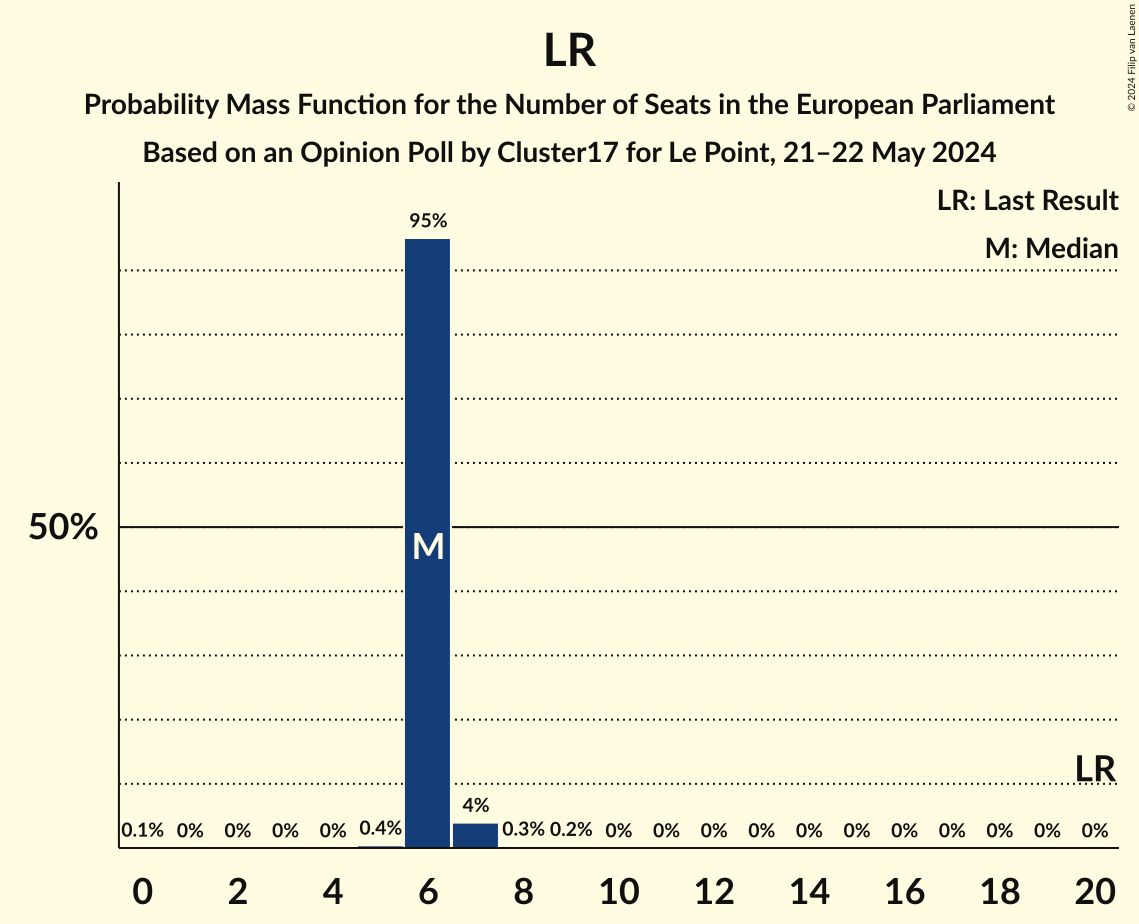 LR
Probability Mass Function for the Number of Seats in the European Parliament
Based on an Opinion Poll by Cluster17 for Le Point, 21–22 May 2024
© 2024 Filip van Laenen
LR: Last Result
M: Median
95%
50%
M
LR
0.1% 0% 0% 0% 0% 0.4% 4% 0.3% 0.2% 0% 0% 0% 0% 0% 0% 0% 0% 0% 0% 0%
0 2 4 6 8 10 12 14 16 18 20